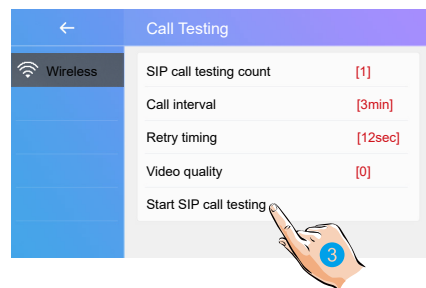 ← Call Testing
Wireless
SIP call testing count [1]
Call interval [3min]
Retry timing [12sec]
Video quality [0]
Start SIP call testing
3